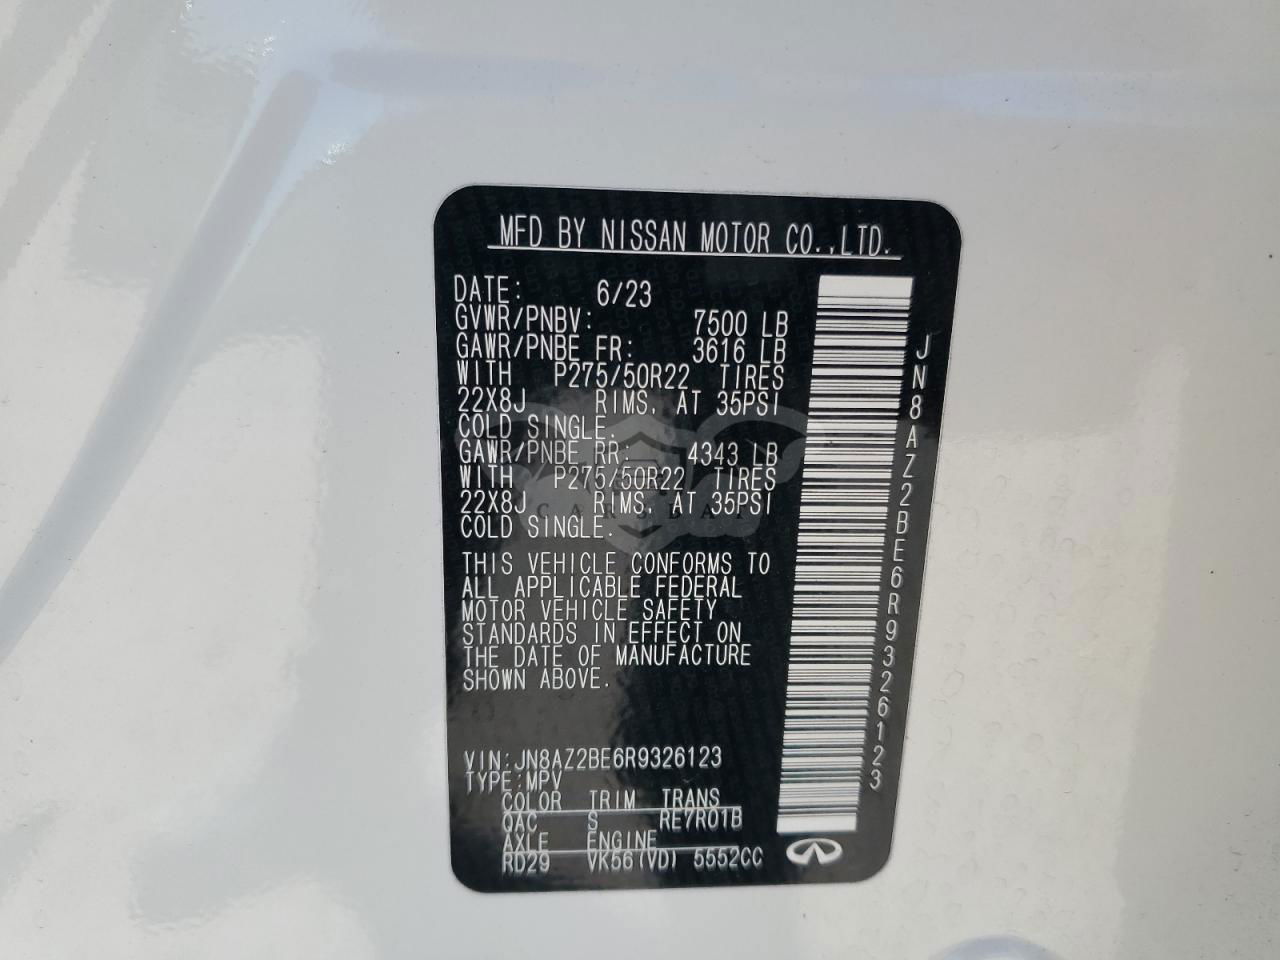 MFD BY NISSAN MOTOR CO.,LTD.
DATE: 6/23
GVWR/PNBV: 7500 LB
GAWR/PNBE FR: 3616 LB
WITH P275/50R22 TIRES
22X8J RIMS, AT 35PSI
COLD SINGLE.
GAWR/PNBE RR: 4343 LB
WITH P275/50R22 TIRES
22X8J RIMS, AT 35PSI
CARSBAT
COLD SINGLE.
THIS VEHICLE CONFORMS TO
ALL APPLICABLE FEDERAL
MOTOR VEHICLE SAFETY
STANDARDS IN EFFECT ON
THE DATE OF MANUFACTURE
SHOWN ABOVE.
VIN:JN8AZ2BE6R9326123
TYPE:MPV
COLOR TRIM TRANS
QAC S RE7R01B
AXLE ENGINE
RD29 VK56(VD) 5552CC
JN8AZ2BE6R9326123